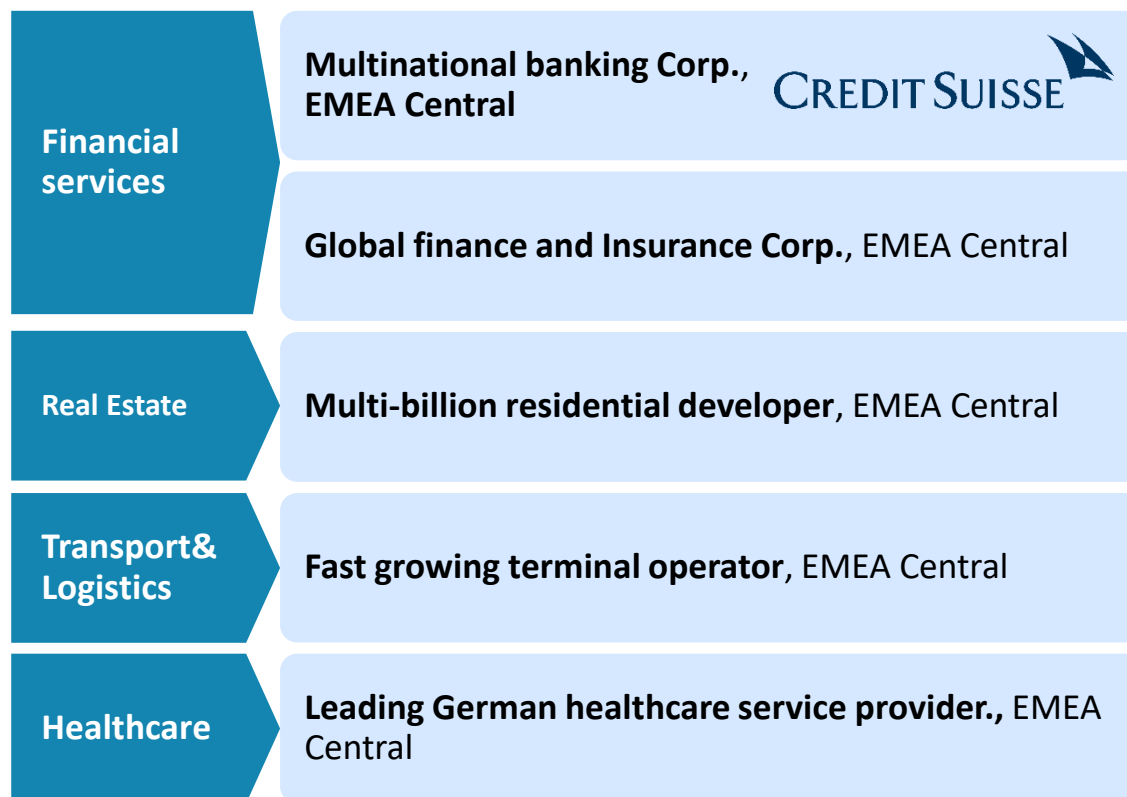 Financial
services
Multinational banking Corp.,
EMEA Central
CREDIT SUISSE
Global finance and Insurance Corp., EMEA Central
Real Estate
Multi-billion residential developer, EMEA Central
Transport&
Logistics
Fast growing terminal operator, EMEA Central
Healthcare
Leading German healthcare service provider., EMEA
Central